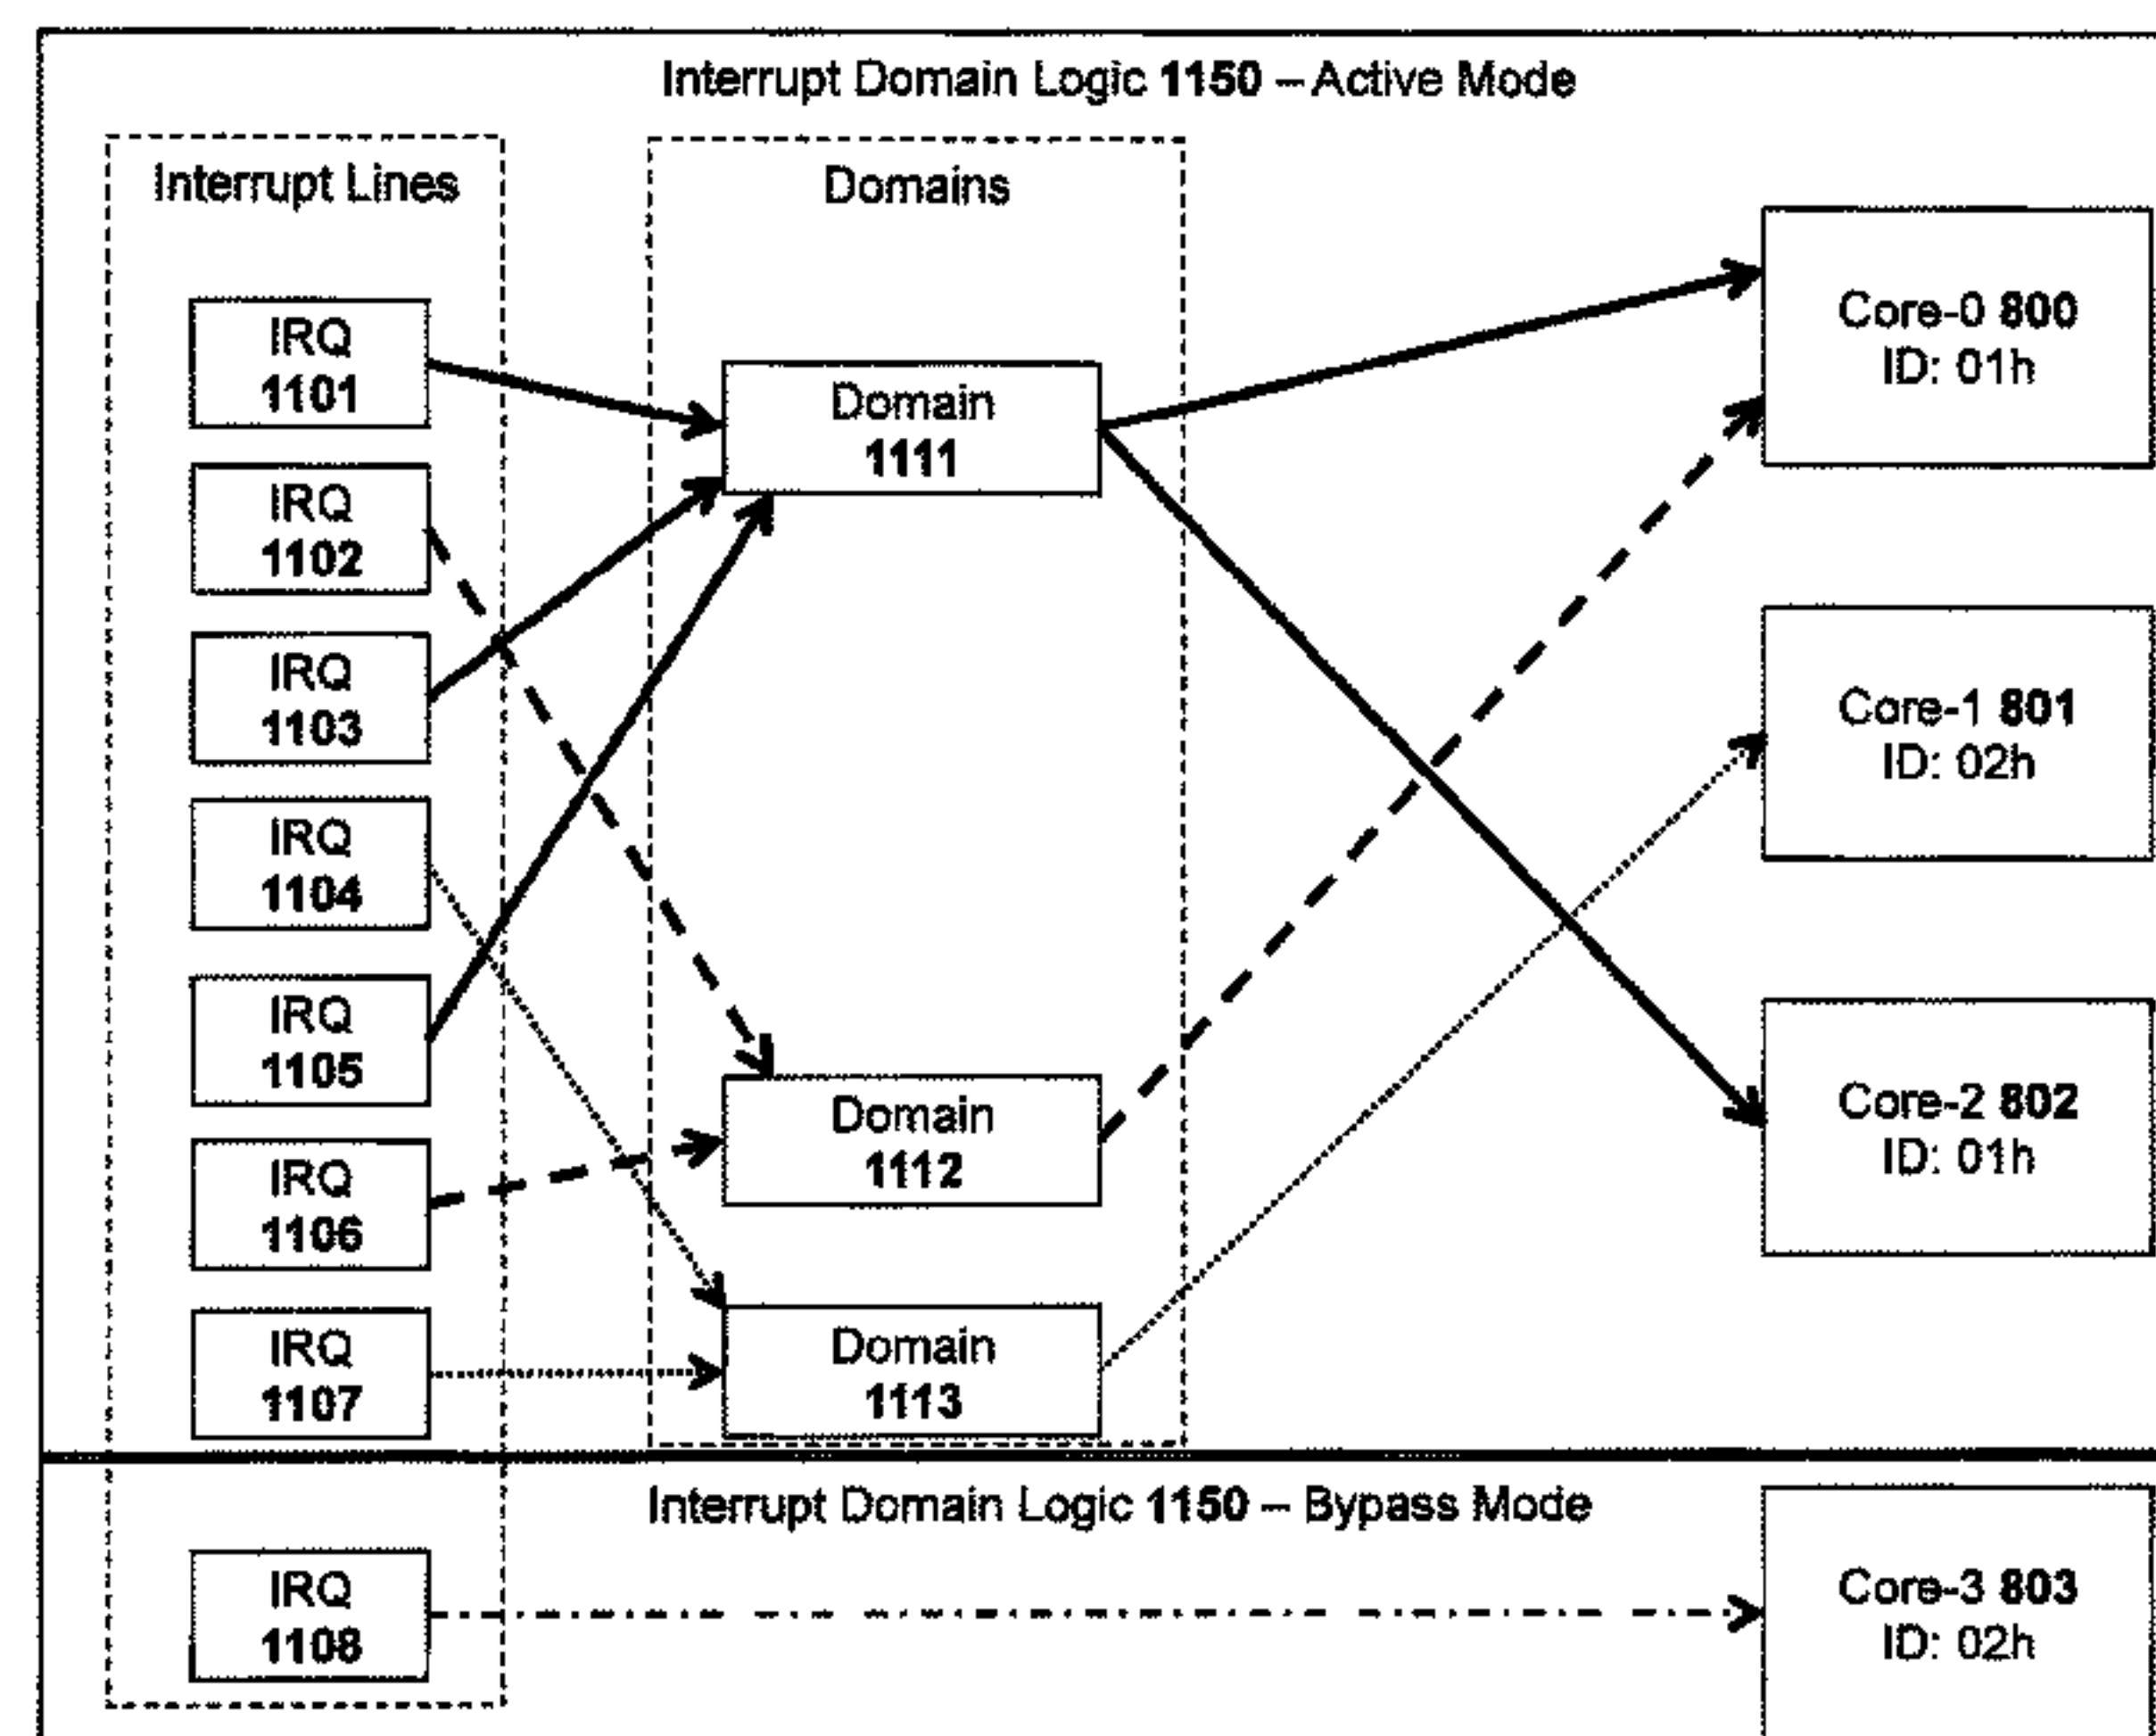 Interrupt Domain Logic 1150 – Active Mode
Interrupt Lines
Domains
IRQ
1101
IRQ
1102
IRQ
1103
IRQ
1104
IRQ
1105
IRQ
1106
IRQ
1107
Domain
1111
Domain
1112
Domain
1113
Core-0 800
ID: 01h
Core-1 801
ID: 02h
Core-2 802
ID: 01h
Interrupt Domain Logic 1150 – Bypass Mode
IRQ
1108
Core-3 803
ID: 02h